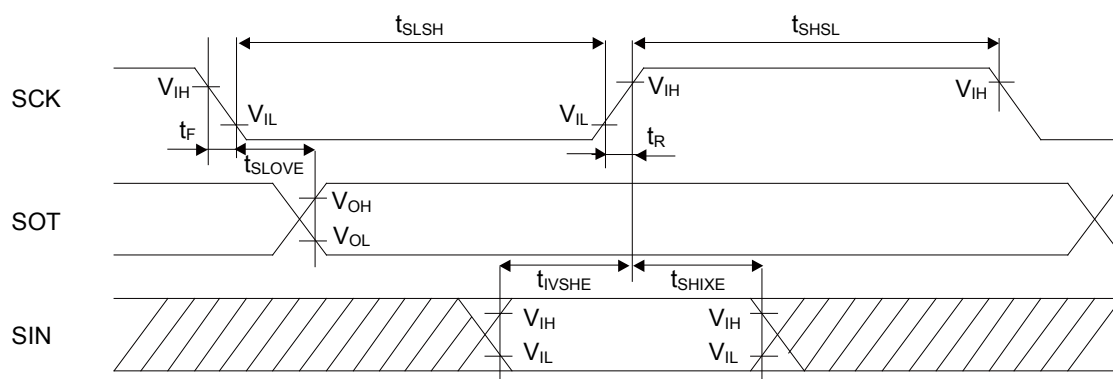 tSLSH
tSHSL
SCK
VIH
VIL
VIL
VIH
VIH
tF
tR
tSLOVE
SOT
VOH
VOL
tIVSHE
tSHIXE
SIN
VIH
VIL
VIH
VIL